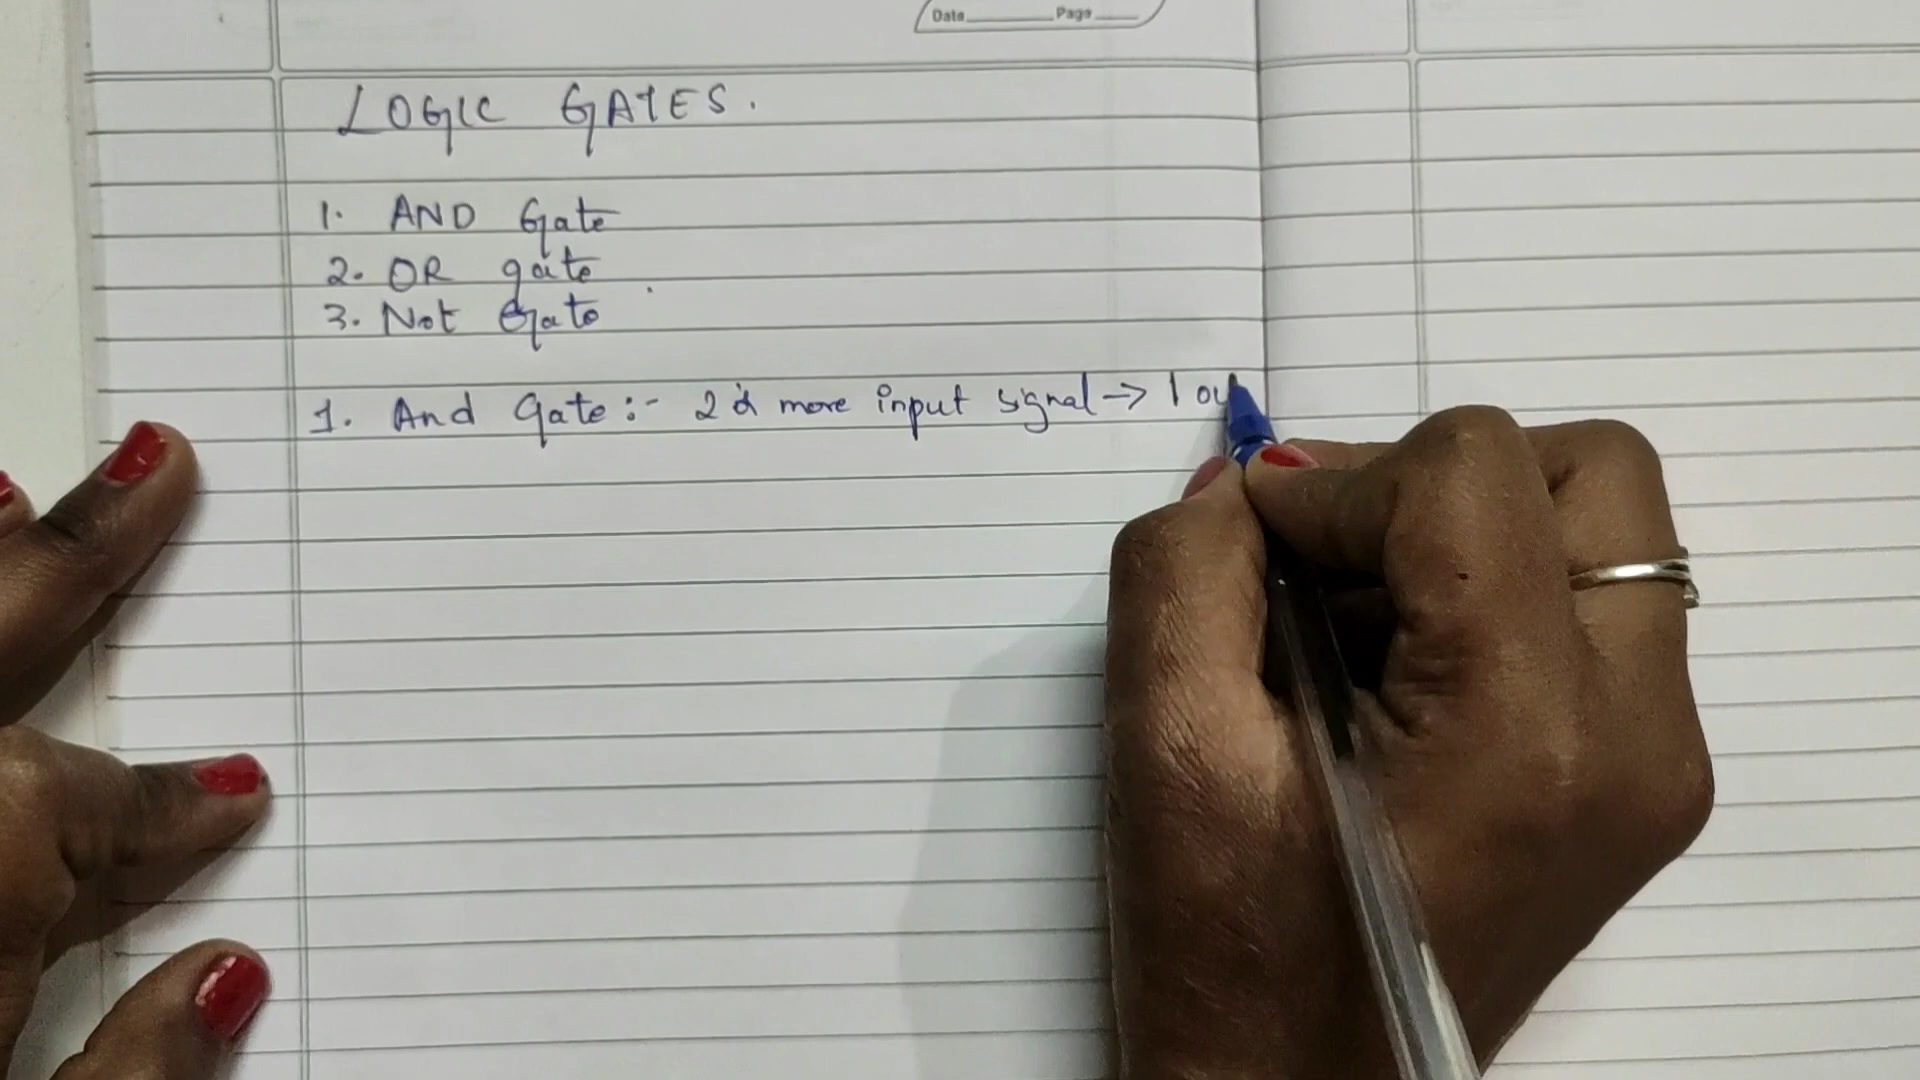 Date Page
LOGIC GATES.
1. AND Gate
2. OR gate
3. Not Gate
1. And Gate :- 2 or more input signal → 1 ou